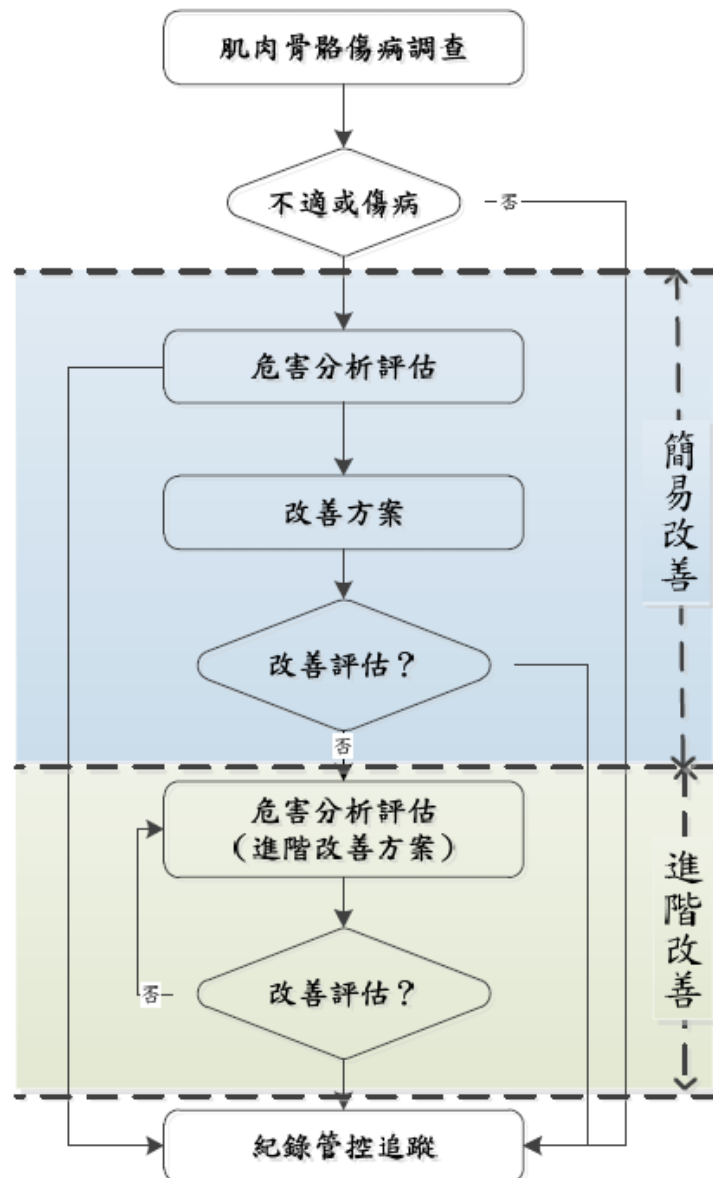 肌肉骨骼傷病調查
不適或傷病
否
危害分析評估
改善方案
簡易改善
改善評估？
否
危害分析評估
（進階改善方案）
進階改善
否
改善評估？
紀錄管控追蹤